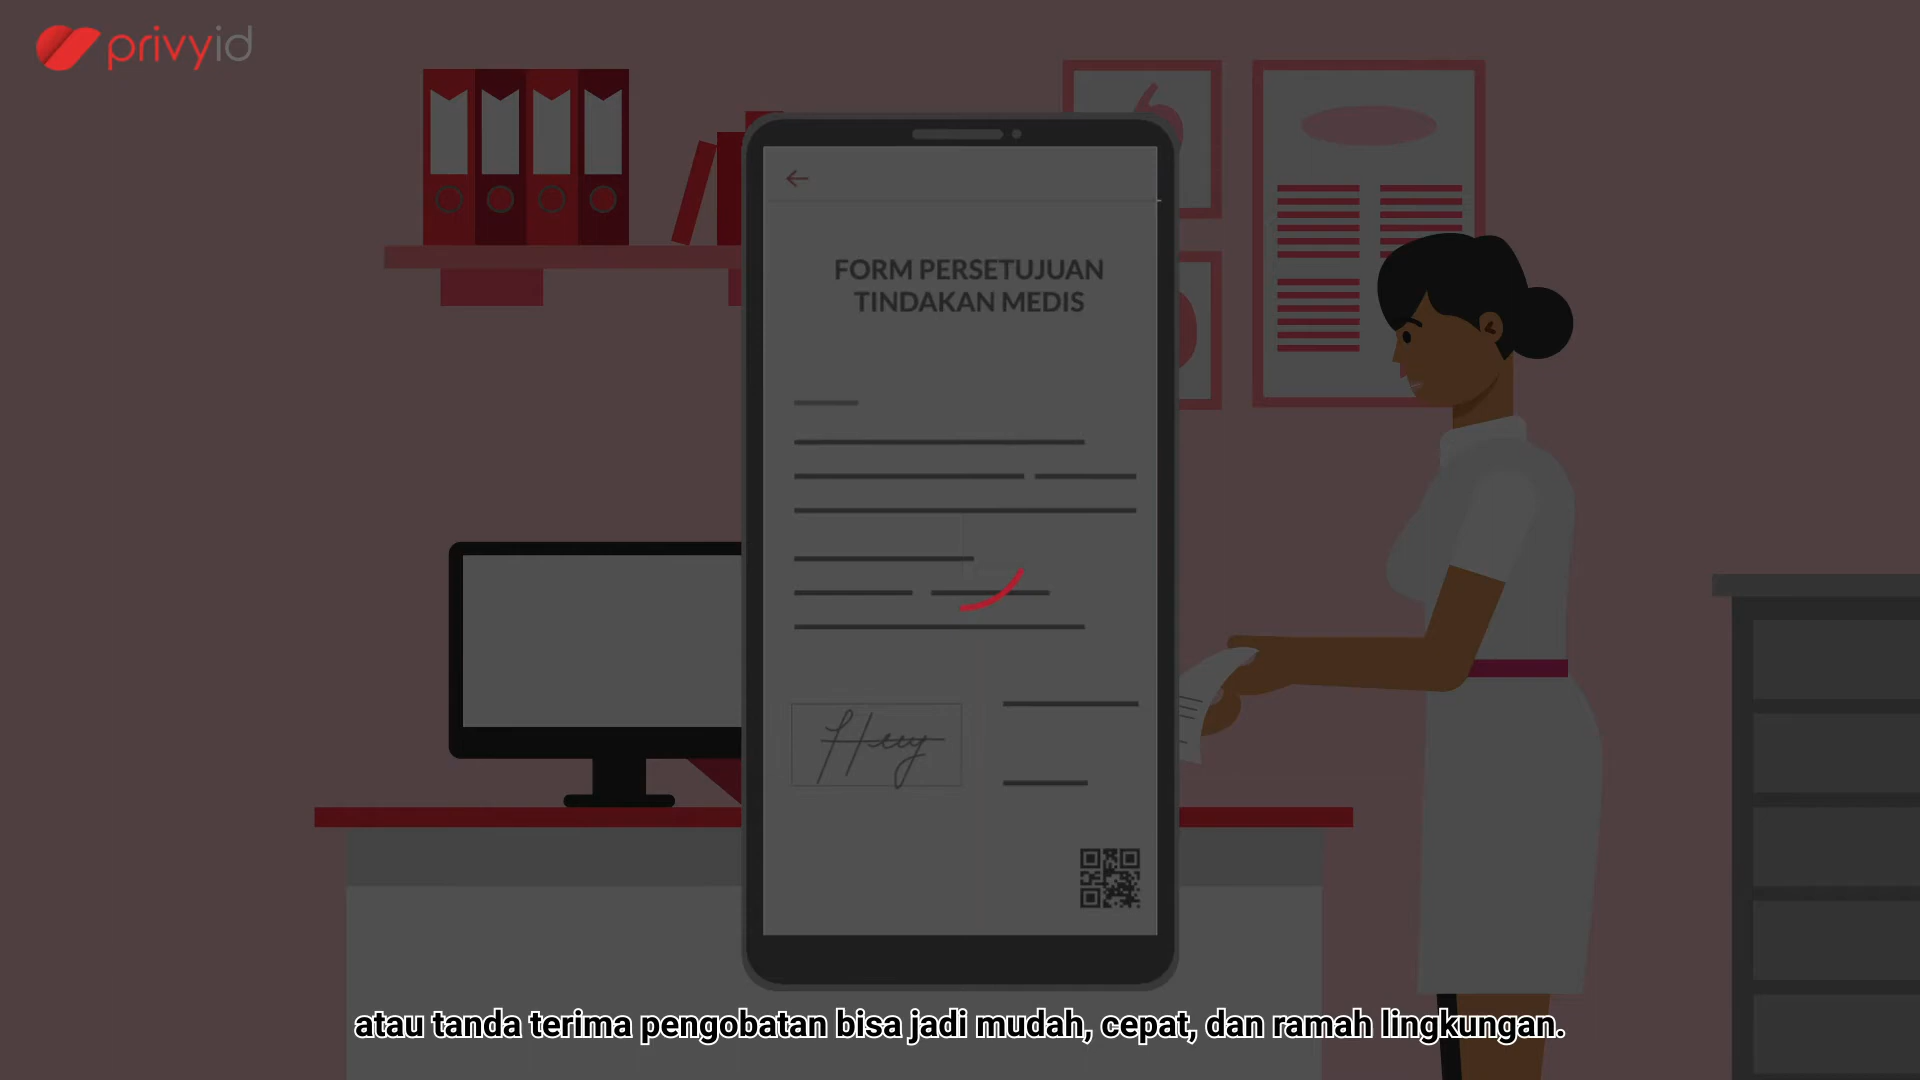 privyid
FORM PERSETUJUAN
TINDAKAN MEDIS
atau tanda terima pengobatan bisa jadi mudah, cepat, dan ramah lingkungan.